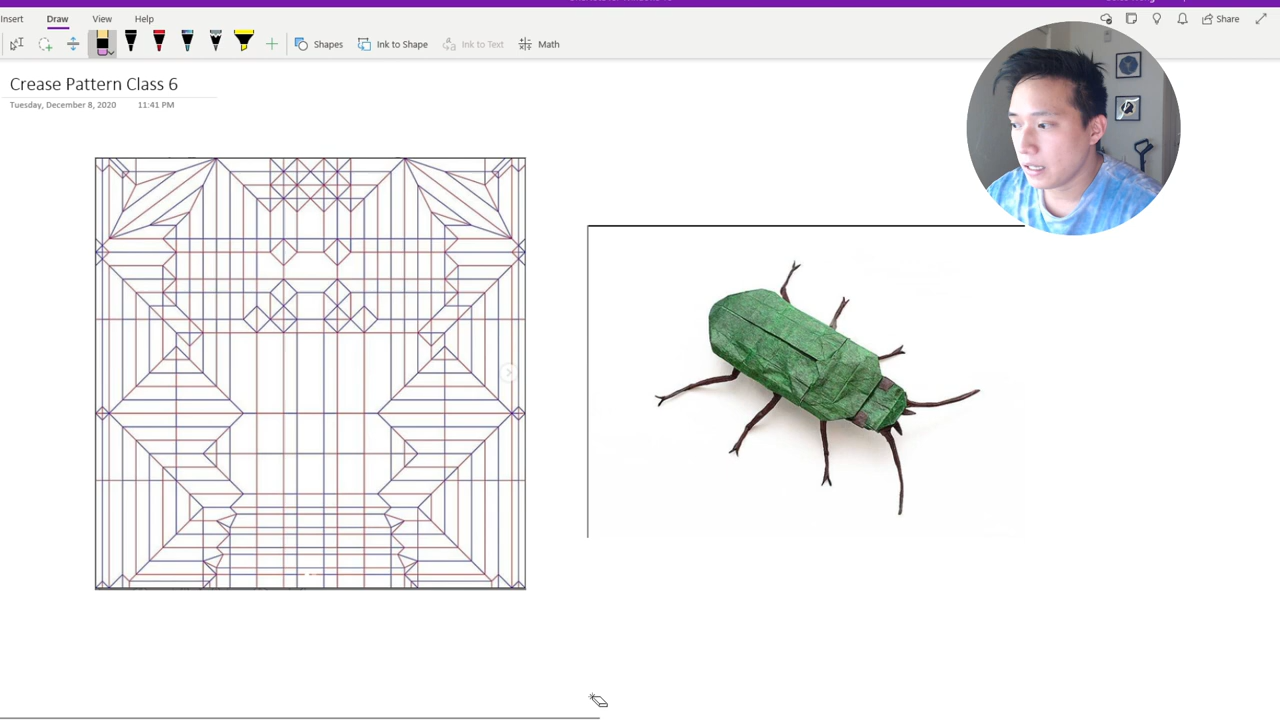 Insert Draw View Help
Share
Shapes Ink to Shape Ink to Text Math
Crease Pattern Class 6
Tuesday, December 8, 2020 11:41 PM